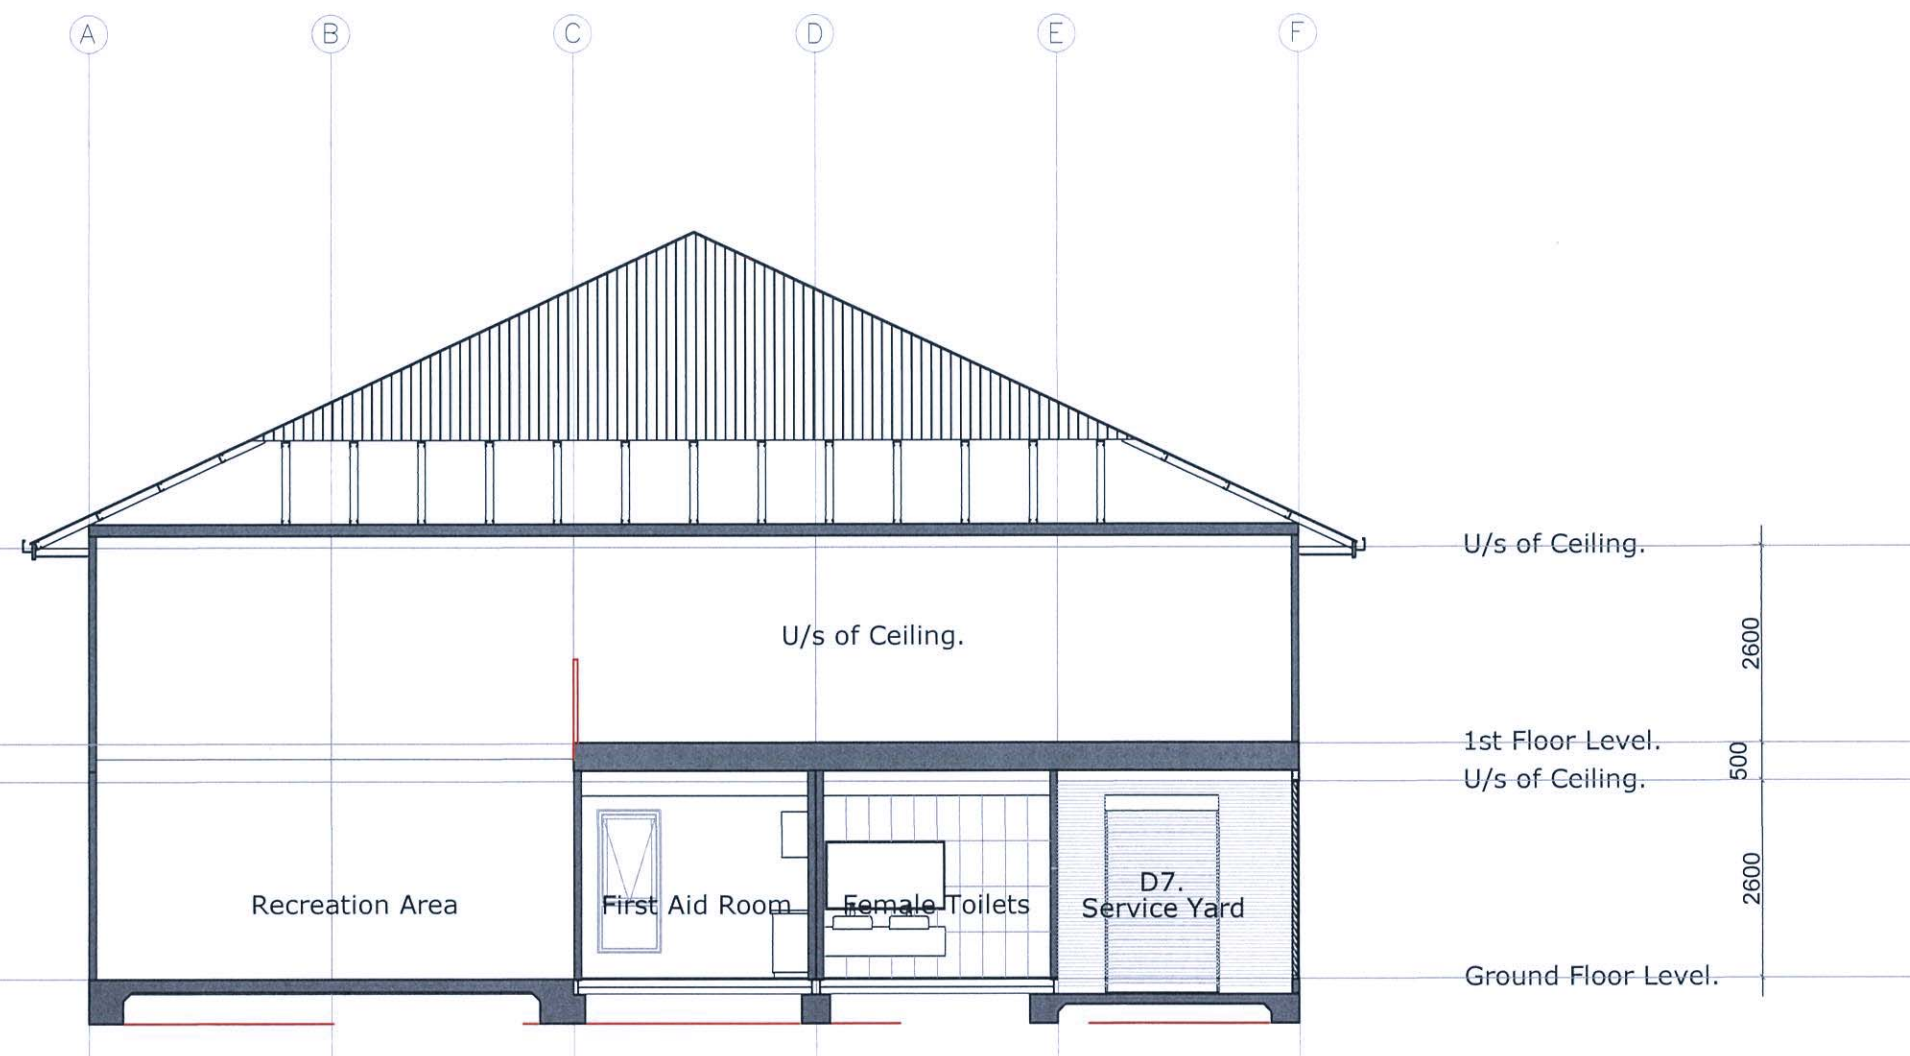 A B C D E F
U/s of Ceiling.
U/s of Ceiling.
2600
1st Floor Level.
500
U/s of Ceiling.
D7.
2600
Recreation Area First Aid Room Female Toilets Service Yard
Ground Floor Level.